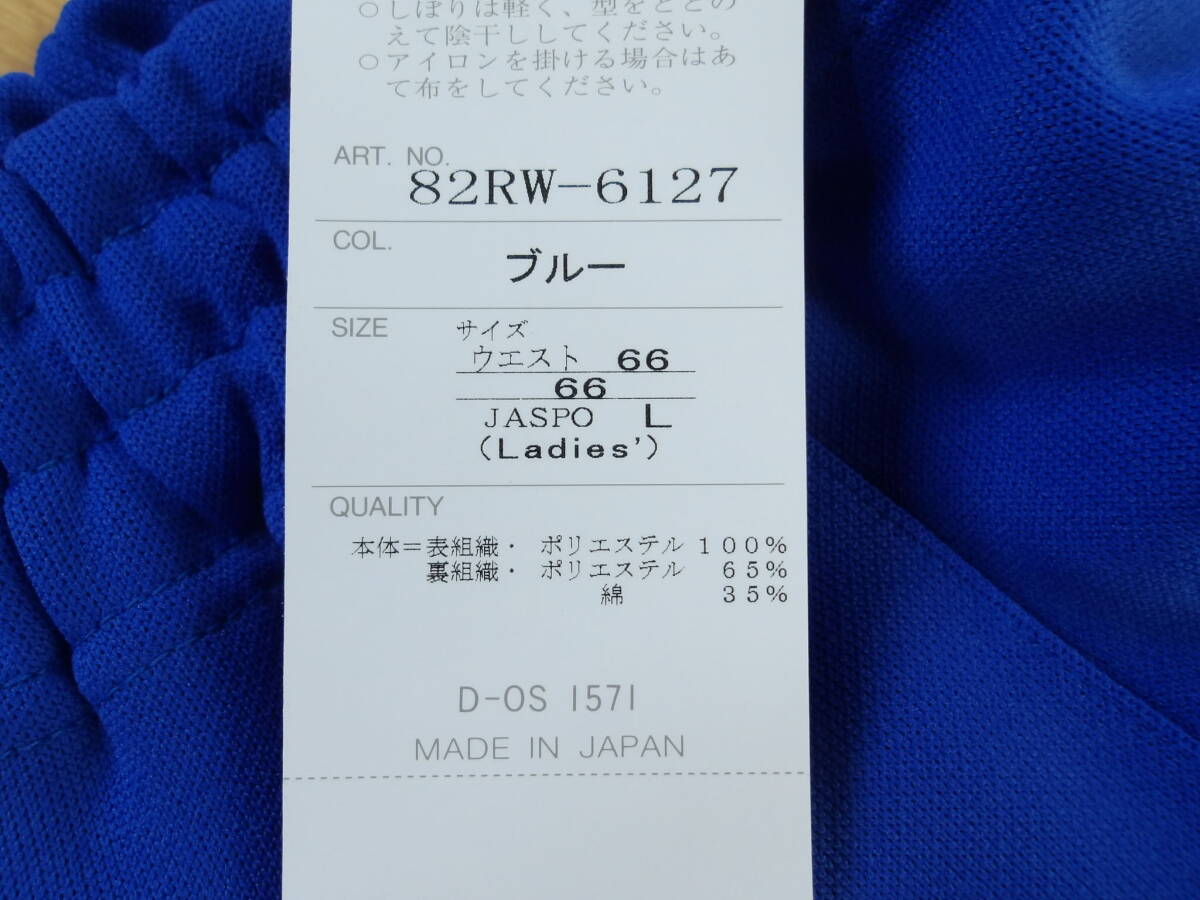 ○しぼりは軽く、型をととの
えて陰干ししてください。
○アイロンを掛ける場合はあ
て布をしてください。
ART. NO.
82RW-6127
COL.
ブルー
SIZE
サイズ
ウエスト 66
66
JASPO L
(Ladies')
QUALITY
本体＝表組織・ ポリエステル 100%
裏組織・ ポリエステル 65%
綿 35%
D-OS 1571
MADE IN JAPAN